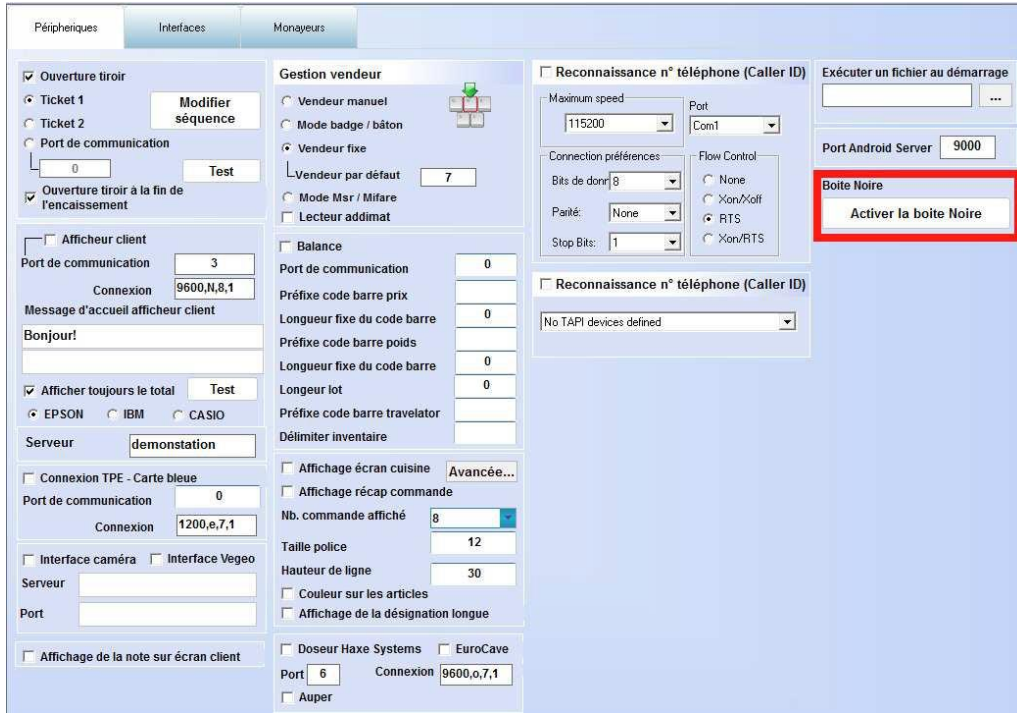 Péripheriques
Interfaces
Monayeurs
Ouverture tiroir
Ticket 1
Ticket 2
Modifier
séquence
Port de communication
0
Test
Ouverture tiroir à la fin de
l'encaissement
Afficheur client
Port de communication
3
Connexion
9600,N,8,1
Message d'accueil afficheur client
Bonjour!
Afficher toujours le total
Test
EPSON
IBM
CASIO
Serveur
demonstation
Connexion TPE - Carte bleue
Port de communication
0
Connexion
1200,e,7,1
Interface caméra
Interface Vegeo
Serveur
Port
Affichage de la note sur écran client
Gestion vendeur
Vendeur manuel
Mode badge / bâton
Vendeur fixe
Vendeur par défaut
7
Mode Msr / Mifare
Lecteur addimat
Balance
Port de communication
0
Préfixe code barre prix
Longueur fixe du code barre
0
Préfixe code barre poids
Longueur fixe du code barre
0
Longeur lot
0
Préfixe code barre travelator
Délimiter inventaire
Affichage écran cuisine
Avancée...
Affichage récap commande
Nb. commande affiché
8
Taille police
12
Hauteur de ligne
30
Couleur sur les articles
Affichage de la désignation longue
Doseur Haxe Systems
EuroCave
Port
6
Connexion
9600,o,7,1
Auper
Reconnaissance n° téléphone (Caller ID)
Maximum speed
115200
Port
Com1
Connection préférences
Bits de donr
8
Parité:
None
Stop Bits:
1
Flow Control
None
Xon/Xoff
RTS
Xon/RTS
Reconnaissance n° téléphone (Caller ID)
No TAPI devices defined
Exécuter un fichier au démarrage
...
Port Android Server
9000
Boite Noire
Activer la boite Noire